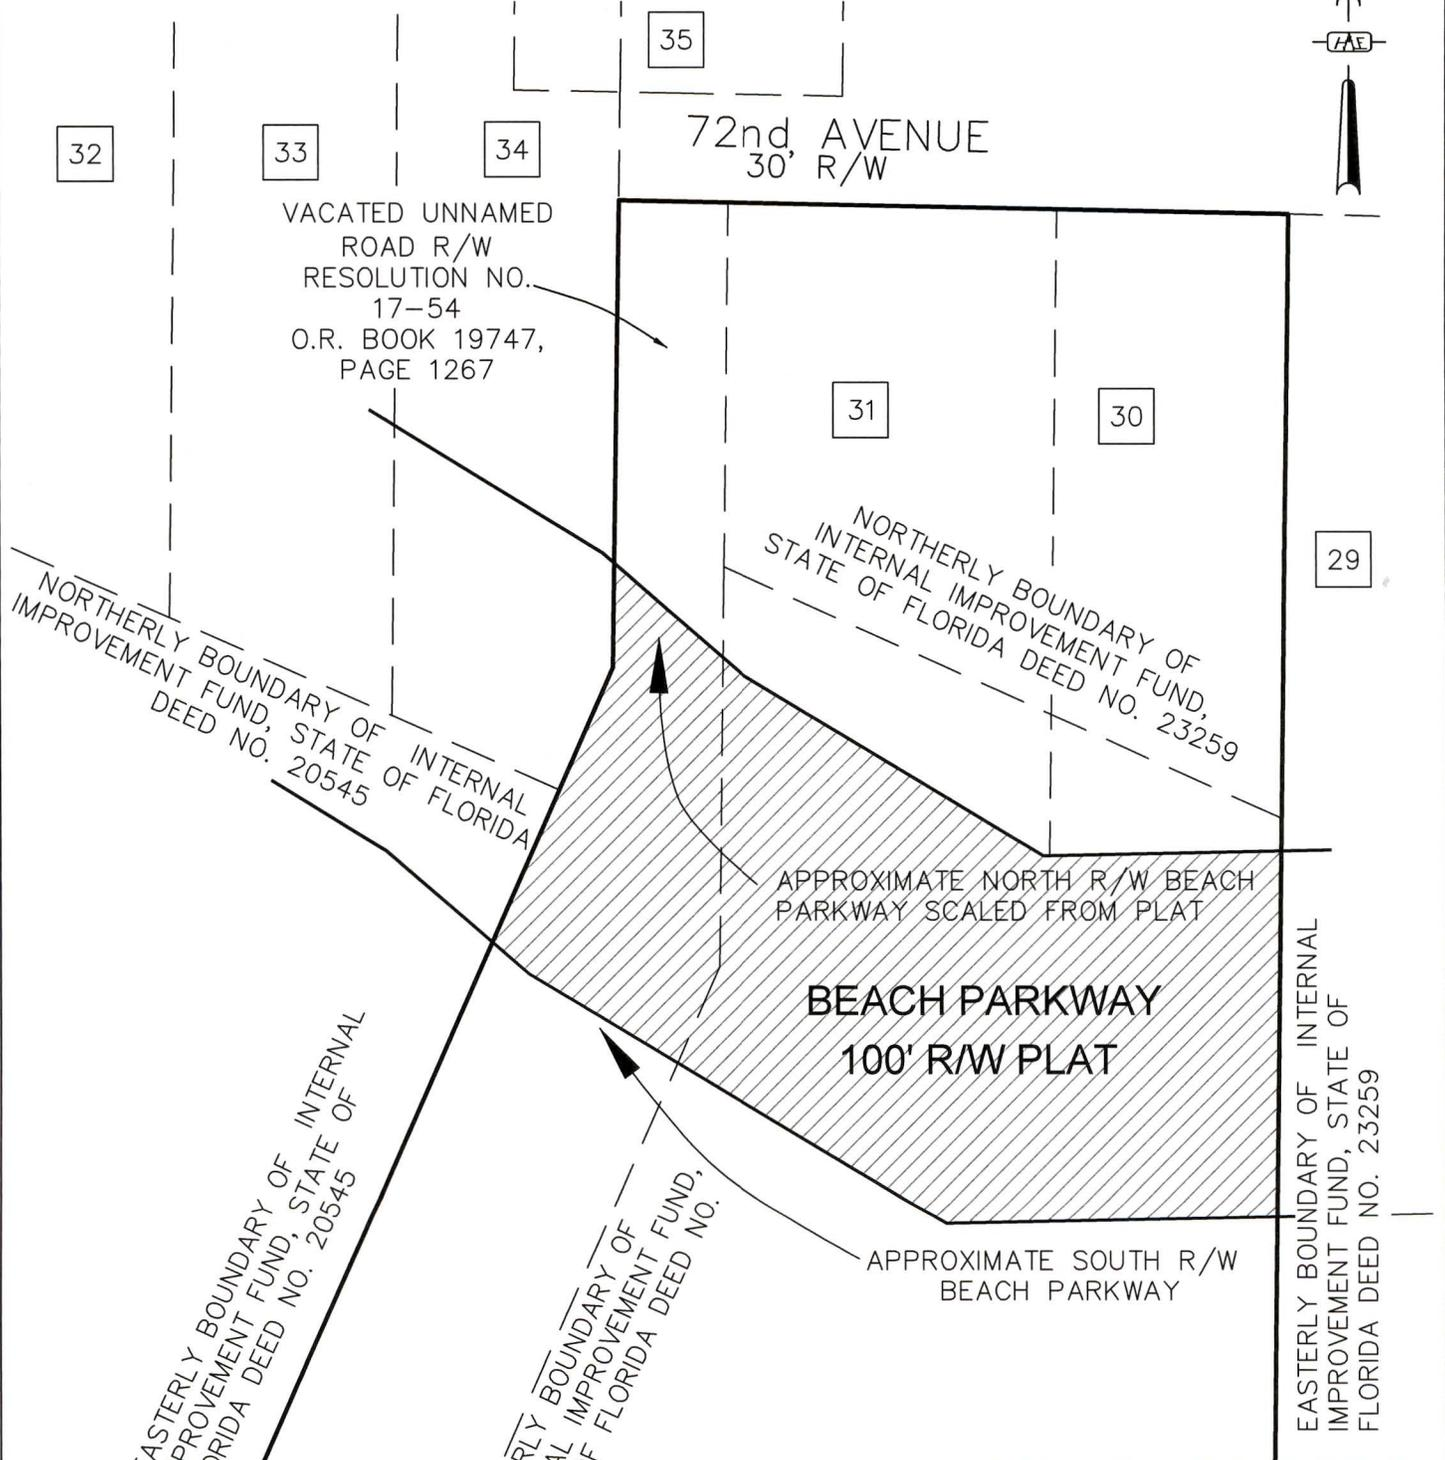 35
72nd AVENUE
30' R/W
32
33
34
VACATED UNNAMED
ROAD R/W
RESOLUTION NO.
17-54
O.R. BOOK 19747,
PAGE 1267
31
30
29
NORTHERLY BOUNDARY OF
INTERNAL IMPROVEMENT FUND,
STATE OF FLORIDA DEED NO. 23259
NORTHERLY BOUNDARY OF INTERNAL
IMPROVEMENT FUND, STATE OF FLORIDA
DEED NO. 20545
APPROXIMATE NORTH R/W BEACH
PARKWAY SCALED FROM PLAT
BEACH PARKWAY
100' R/W PLAT
APPROXIMATE SOUTH R/W
BEACH PARKWAY
EASTERLY BOUNDARY OF INTERNAL
IMPROVEMENT FUND, STATE OF
FLORIDA DEED NO. 23259
EASTERLY BOUNDARY OF INTERNAL
PROVEMENT FUND, STATE OF
ORIDA DEED NO. 20545
RLY BOUNDARY OF
AL IMPROVEMENT FUND,
F FLORIDA DEED NO.